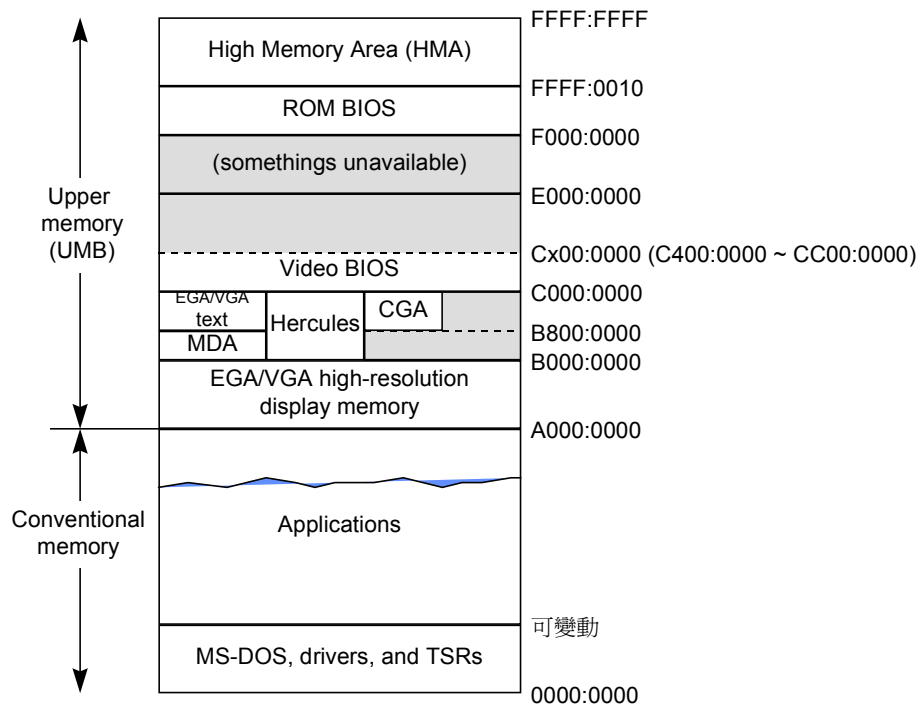 FFFF:FFFF
High Memory Area (HMA)
FFFF:0010
ROM BIOS
F000:0000
(somethings unavailable)
E000:0000
Upper
memory
(UMB)
Cx00:0000 (C400:0000 ~ CC00:0000)
Video BIOS
C000:0000
EGA/VGA
text
Hercules
CGA
B800:0000
MDA
B000:0000
EGA/VGA high-resolution
display memory
A000:0000
Conventional
memory
Applications
可變動
MS-DOS, drivers, and TSRs
0000:0000